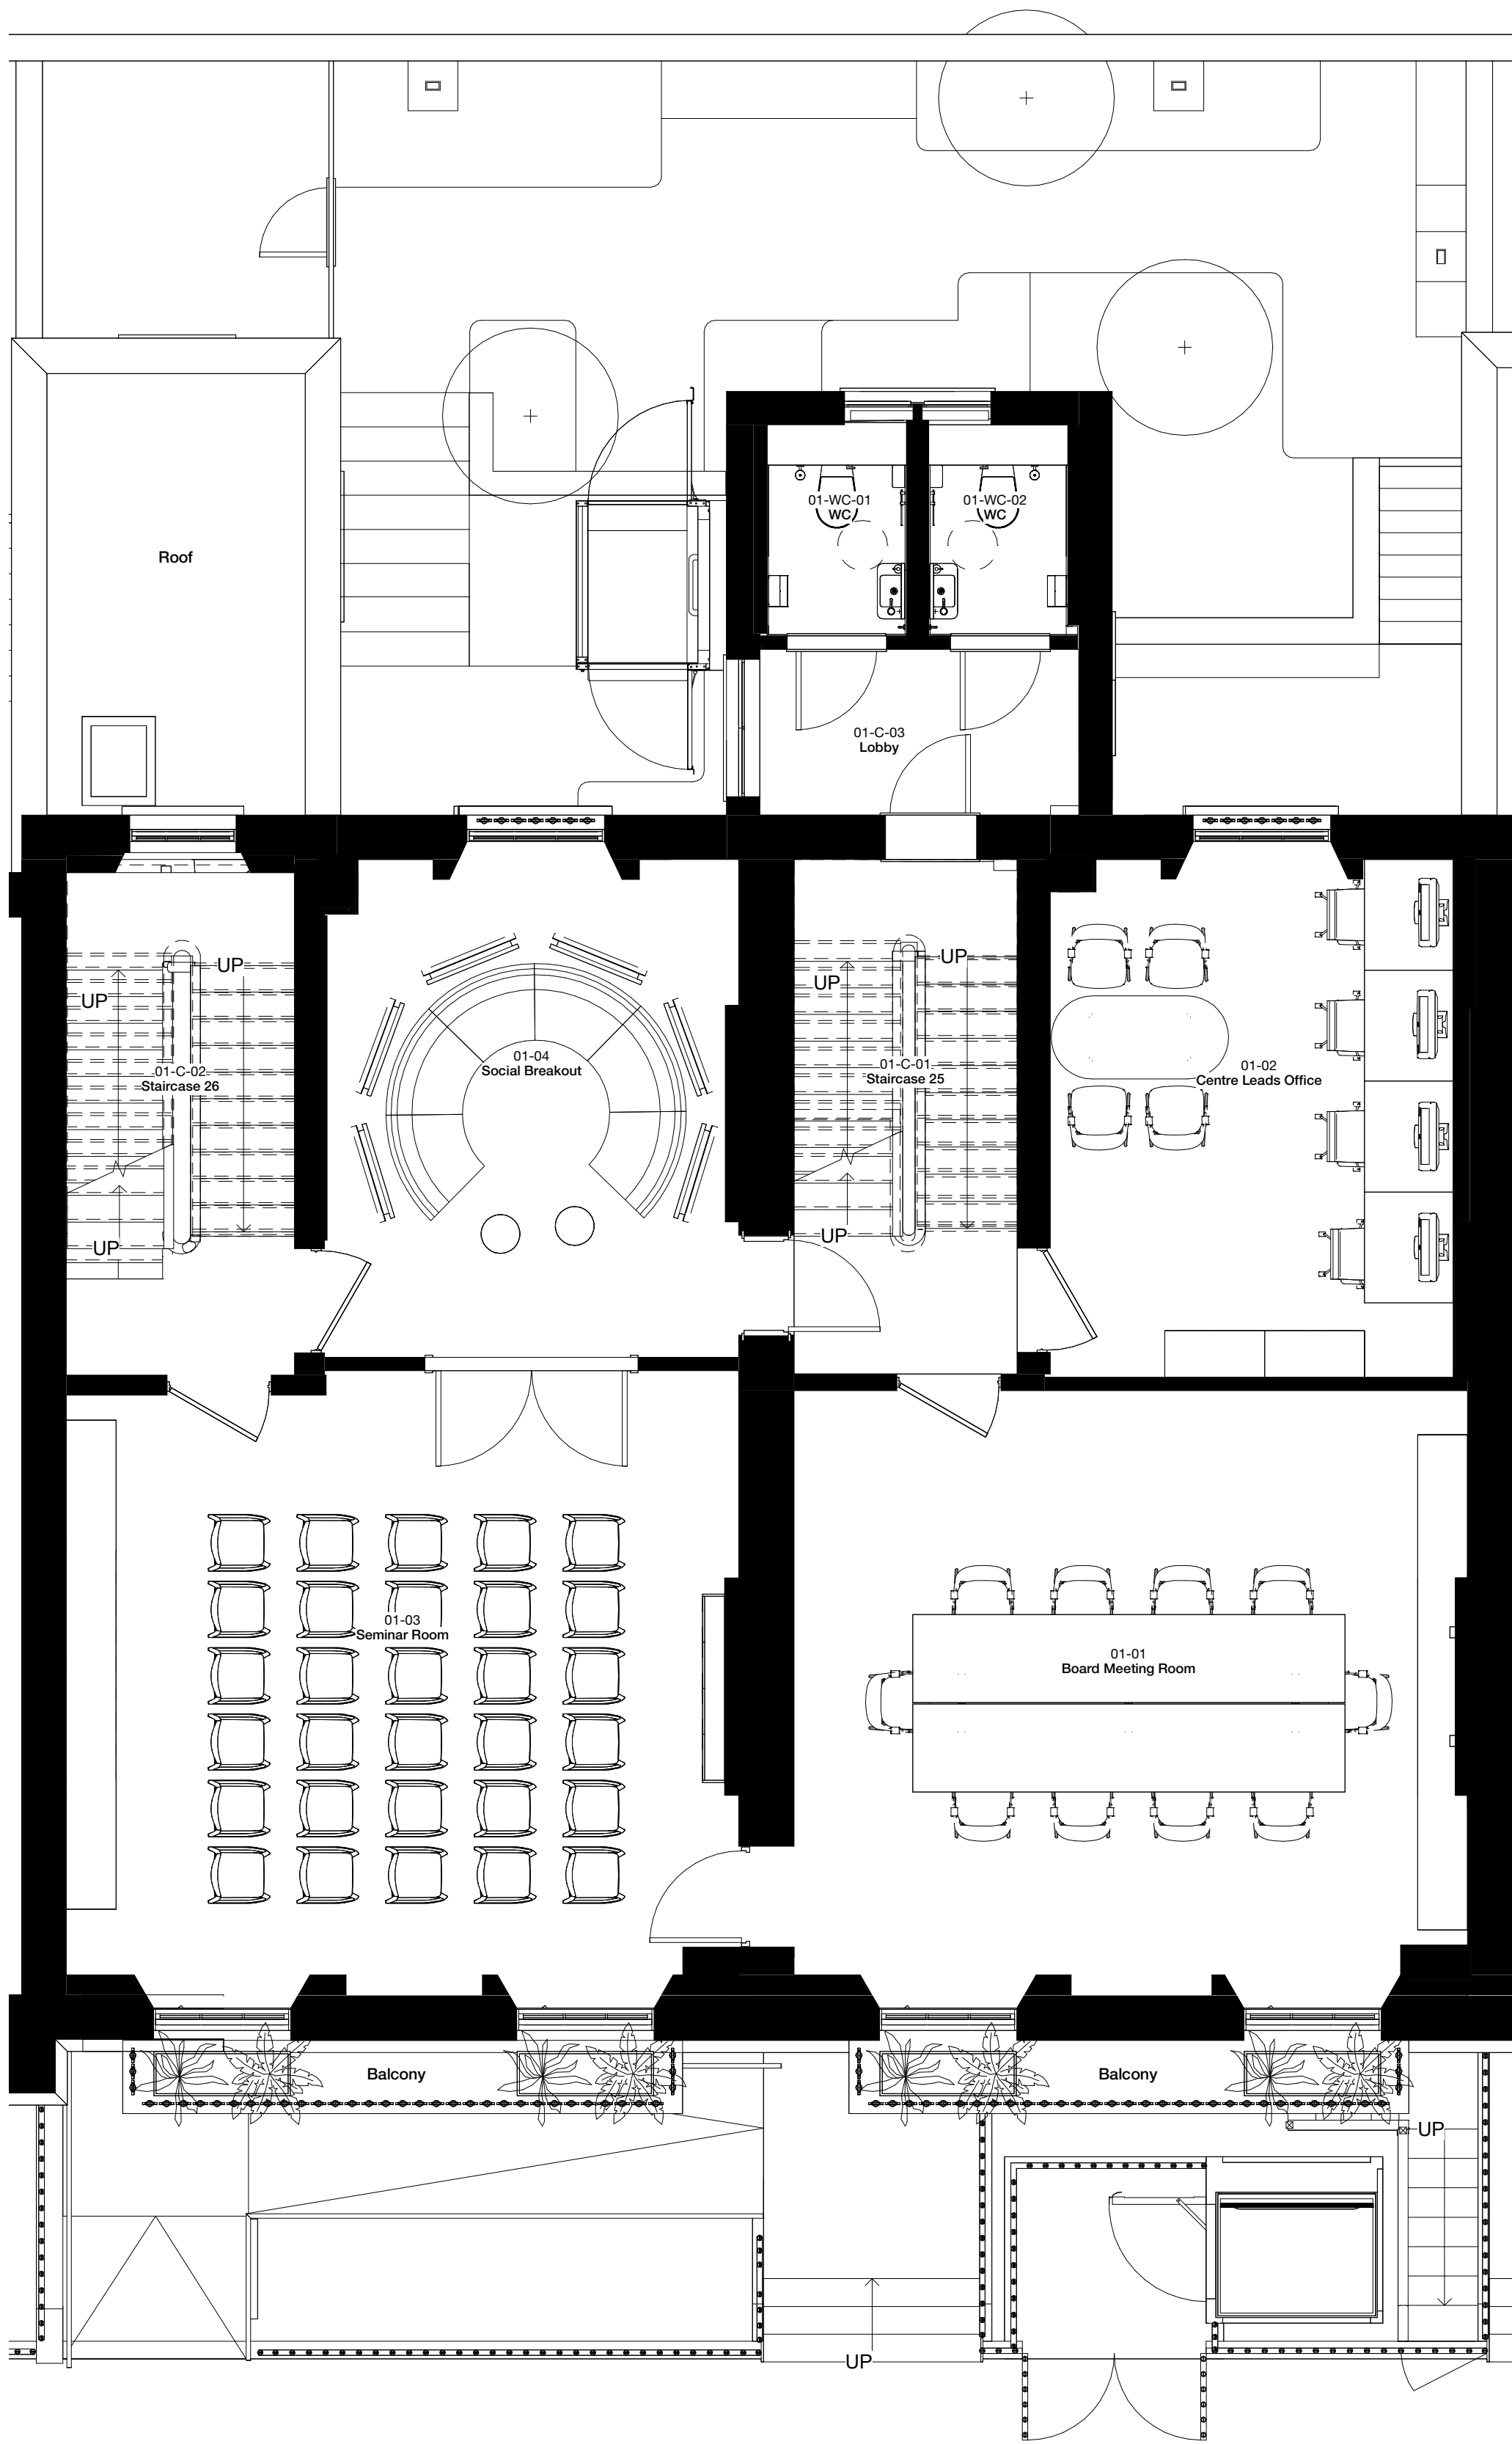 01-WC-01
WC
01-WC-02
WC
Roof
01-C-03
Lobby
UP
UP
UP
UP
01-04
Social Breakout
01-C-01
Staircase 25
01-02
Centre Leads Office
01-C-02
Staircase 26
UP
UP
01-03
Seminar Room
01-01
Board Meeting Room
Balcony
Balcony
UP
UP